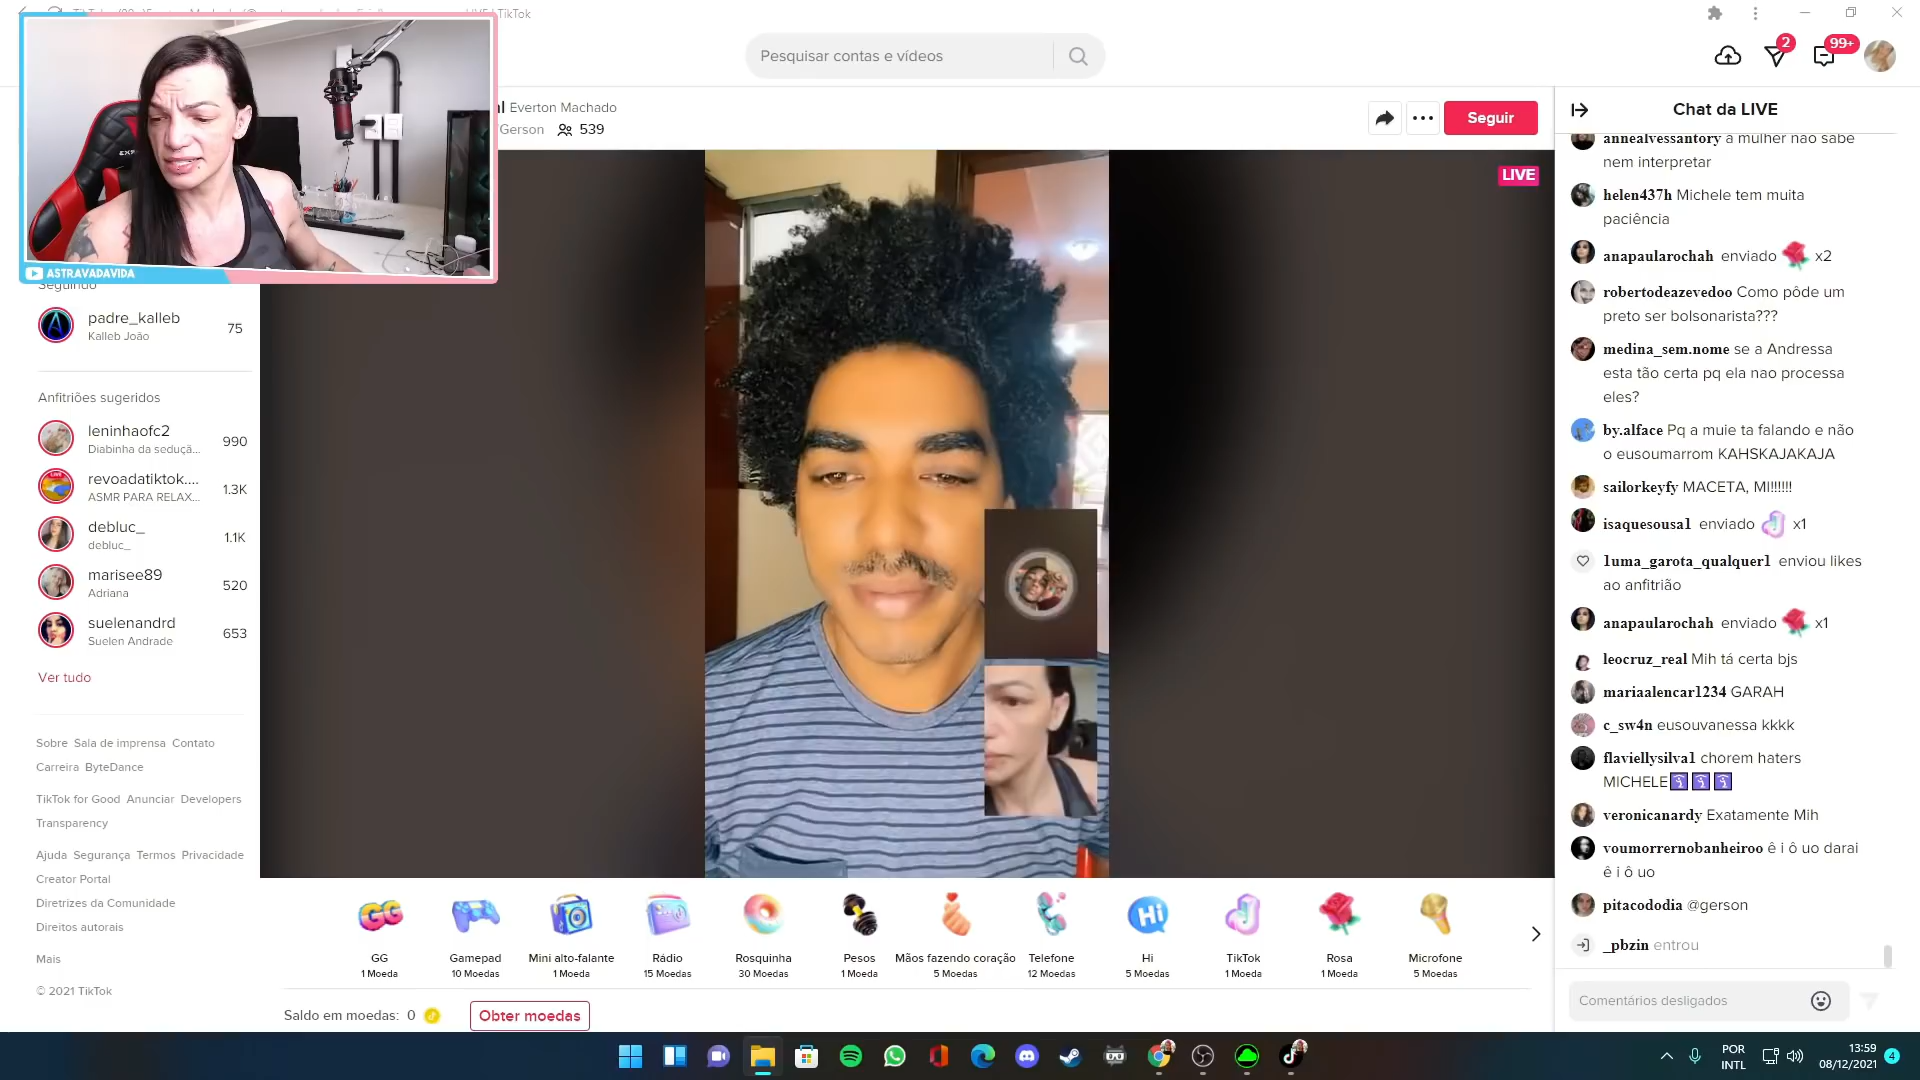 LIVE | TikTok
Pesquisar contas e vídeos
2
99+
Everton Machado
Gerson 539
Seguir
LIVE
ASTRAVADAVIDA
Seguindo
padre_kalleb
Kalleb João
75
Anfitriões sugeridos
leninhaofc2
Diabinha da seduçã...
990
revoadatiktok....
ASMR PARA RELAX...
1.3K
debluc_
debluc_
1.1K
marisee89
Adriana
520
suelenandrd
Suelen Andrade
653
Ver tudo
Sobre Sala de imprensa Contato
Carreira ByteDance
TikTok for Good Anunciar Developers
Transparency
Ajuda Segurança Termos Privacidade
Creator Portal
Diretrizes da Comunidade
Direitos autorais
Mais
© 2021 TikTok
GG
1 Moeda
Gamepad
10 Moedas
Mini alto-falante
1 Moeda
Rádio
15 Moedas
Rosquinha
30 Moedas
Pesos
1 Moeda
Mãos fazendo coração
5 Moedas
Telefone
12 Moedas
Hi
Hi
5 Moedas
TikTok
1 Moeda
Rosa
1 Moeda
Microfone
5 Moedas
Saldo em moedas: 0
Obter moedas
Chat da LIVE
annealvessantory a mulher não sabe
nem interpretar
helen437h Michele tem muita
paciência
anapaularochah enviado x2
robertodeazevedoo Como pôde um
preto ser bolsonarista???
medina_sem.nome se a Andressa
esta tão certa pq ela nao processa
eles?
by.alface Pq a muie ta falando e não
o eusoumarrom KAHSKAJAKAJA
sailorkeyfy MACETA, MI!!!!!!
isaquesousa1 enviado x1
1uma_garota_qualquer1 enviou likes
ao anfitrião
anapaularochah enviado x1
leocruz_real Mih tá certa bjs
mariaalencar1234 GARAH
c_sw4n eusouvanessa kkkk
flaviellysilva1 chorem haters
MICHELE🛐🛐🛐
veronicanardy Exatamente Mih
voumorrernobanheiroo ê i ô uo darai
ê i ô uo
pitacododia @gerson
_pbzin entrou
Comentários desligados
POR
INTL
13:59
08/12/2021
4